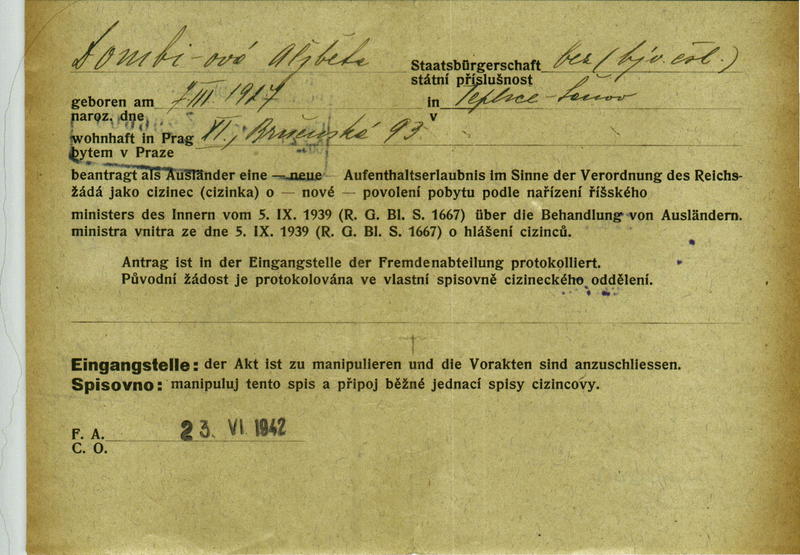 Dombi-ová Alžběta
Staatsbürgerschaft bez (býv. čsl.)
státní příslušnost
geboren am 7/III 1927 in Teplice-Šanov
naroz. dne v
wohnhaft in Prag XI., 93
bytem v Praze
beantragt als Ausländer eine — neue — Aufenthaltserlaubnis im Sinne der Verordnung des Reichs-
žádá jako cizinec (cizinka) o — nové — povolení pobytu podle nařízení říšského
ministers des Innern vom 5. IX. 1939 (R. G. Bl. S. 1667) über die Behandlung von Ausländern.
ministra vnitra ze dne 5. IX. 1939 (R. G. Bl. S. 1667) o hlášení cizinců.
Antrag ist in der Eingangstelle der Fremdenabteilung protokolliert.
Původní žádost je protokolována ve vlastní spisovně cizineckého oddělení.
Eingangstelle: der Akt ist zu manipulieren und die Vorakten sind anzuschliessen.
Spisovno: manipuluj tento spis a připoj běžné jednací spisy cizincovy.
F. A. 23. VI 1942
C. O.